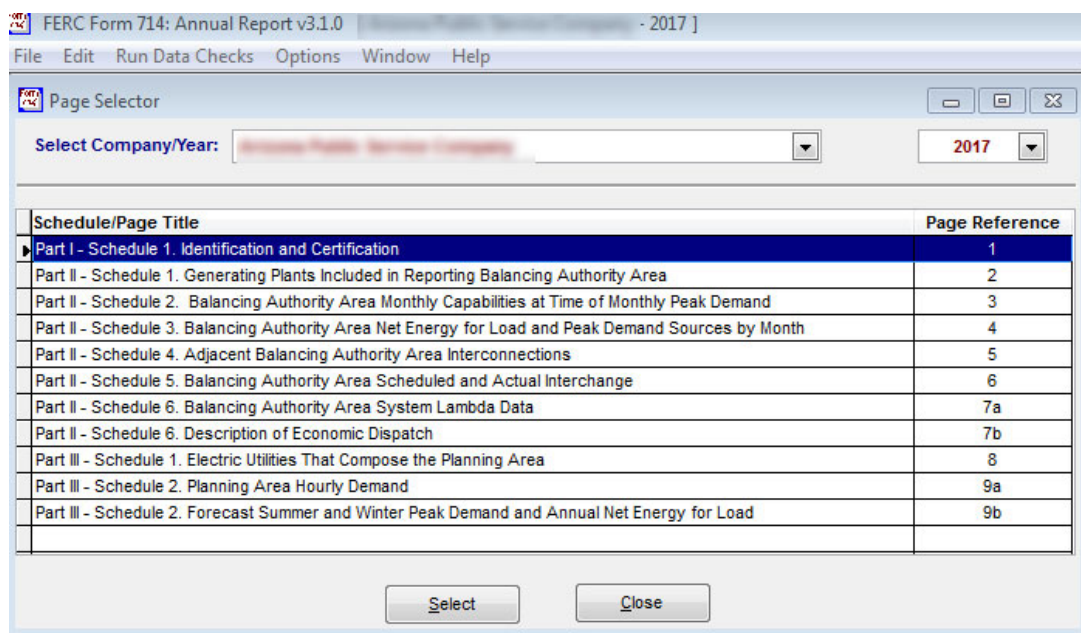 FERC Form 714: Annual Report v3.1.0 - 2017 ]
File Edit Run Data Checks Options Window Help
Page Selector
Select Company/Year: 2017
Schedule/Page Title Page Reference
Part I - Schedule 1. Identification and Certification 1
Part II - Schedule 1. Generating Plants Included in Reporting Balancing Authority Area 2
Part II - Schedule 2. Balancing Authority Area Monthly Capabilities at Time of Monthly Peak Demand 3
Part II - Schedule 3. Balancing Authority Area Net Energy for Load and Peak Demand Sources by Month 4
Part II - Schedule 4. Adjacent Balancing Authority Area Interconnections 5
Part II - Schedule 5. Balancing Authority Area Scheduled and Actual Interchange 6
Part II - Schedule 6. Balancing Authority Area System Lambda Data 7a
Part II - Schedule 6. Description of Economic Dispatch 7b
Part III - Schedule 1. Electric Utilities That Compose the Planning Area 8
Part III - Schedule 2. Planning Area Hourly Demand 9a
Part III - Schedule 2. Forecast Summer and Winter Peak Demand and Annual Net Energy for Load 9b
Select Close